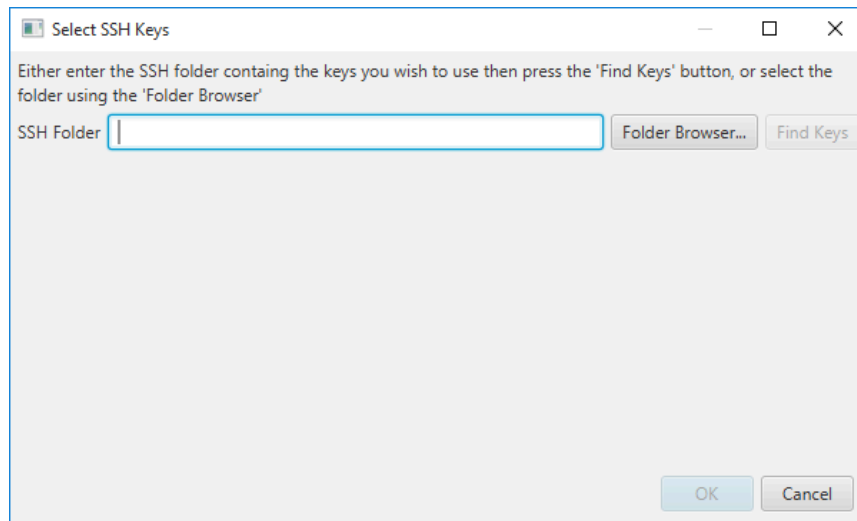 Select SSH Keys
Either enter the SSH folder containg the keys you wish to use then press the 'Find Keys' button, or select the
folder using the 'Folder Browser'
SSH Folder Folder Browser... Find Keys
OK Cancel